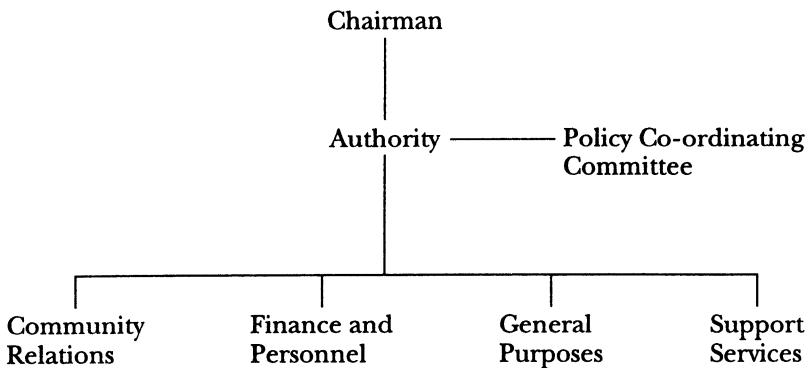 Chairman
Authority
Policy Co-ordinating
Committee
Community
Relations
Finance and
Personnel
General
Purposes
Support
Services